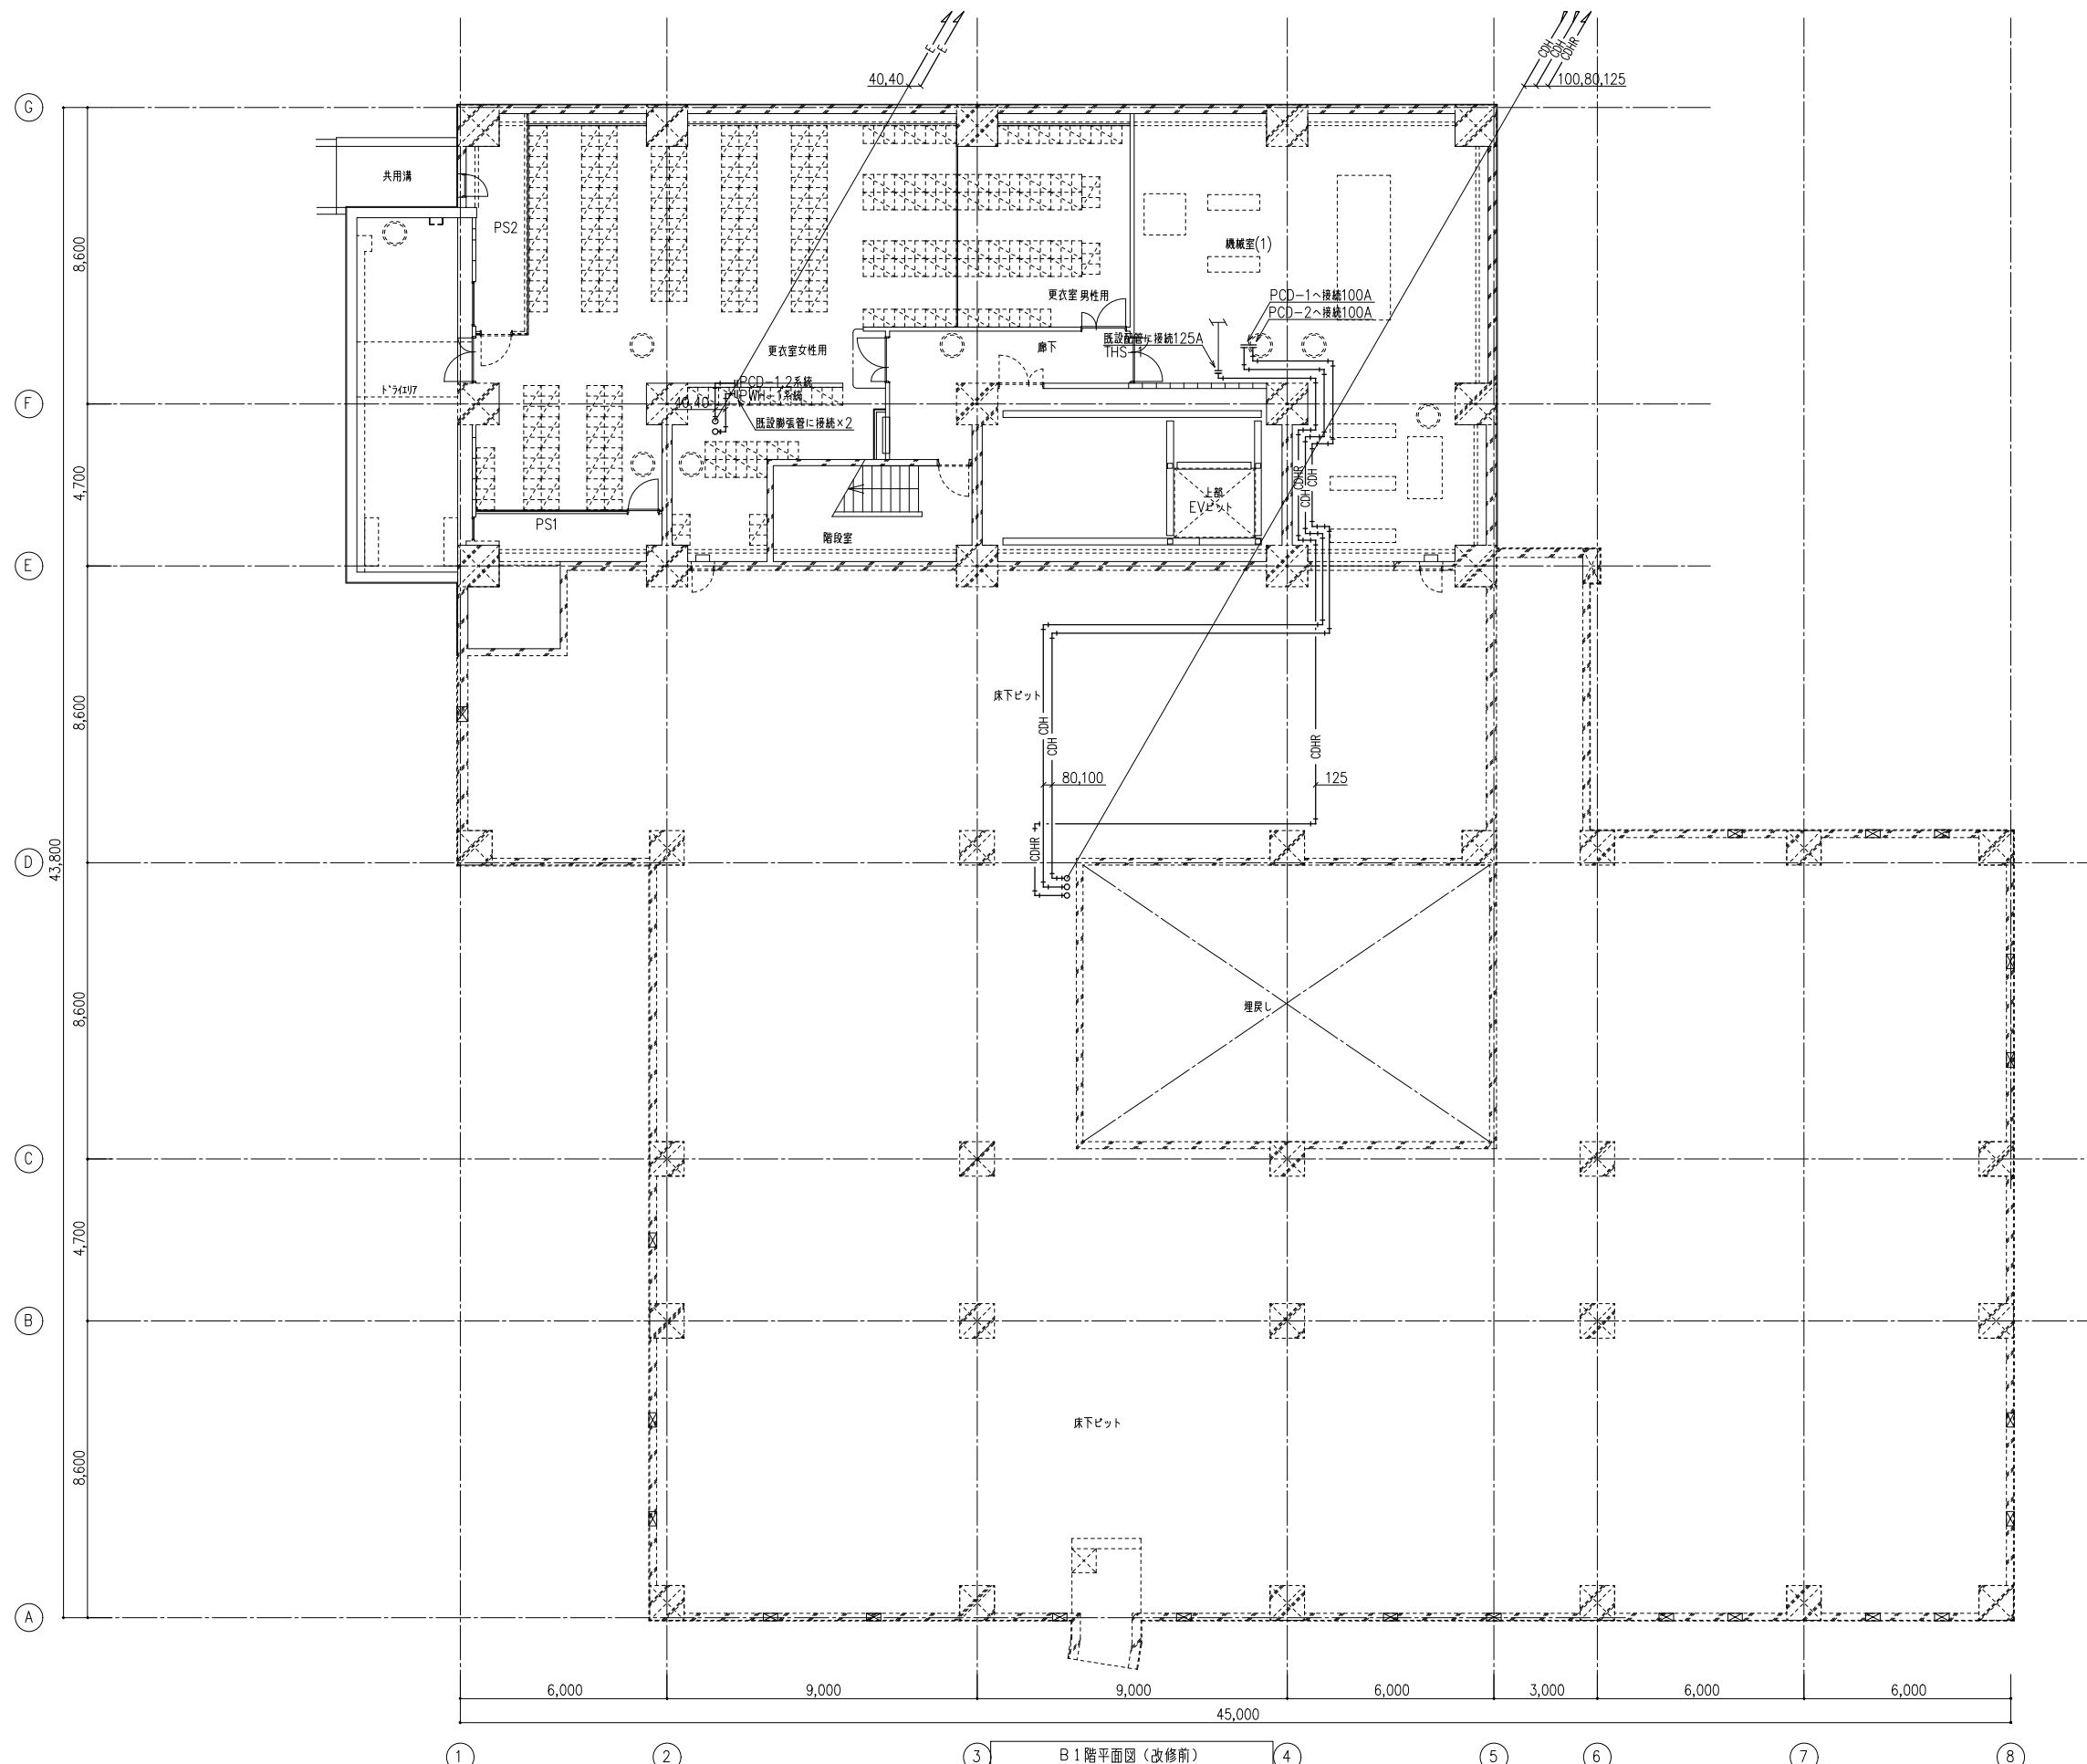 E
E
40,40
CDH
CDH
CDHR
100,80,125
G
共用溝
PS2
8,600
機械室(1)
更衣室 男性用
PCD-1へ接続100A
PCD-2へ接続100A
既設配管に接続125A
THS-1
更衣室女性用
廊下
ドライエリア
PCD-1,2系統
PWH-1系統
F
40,40
既設膨張管に接続×2
4,700
CDHR
CDH
CDH
上部
EVピット
PS1
階段室
E
床下ピット
8,600
CDH
CDH
CDHR
80,100
125
43,800
CDHR
D
8,600
埋戻し
C
4,700
B
床下ピット
8,600
A
6,000
9,000
9,000
6,000
3,000
6,000
6,000
45,000
1
2
3
B1階平面図(改修前)
4
5
6
7
8